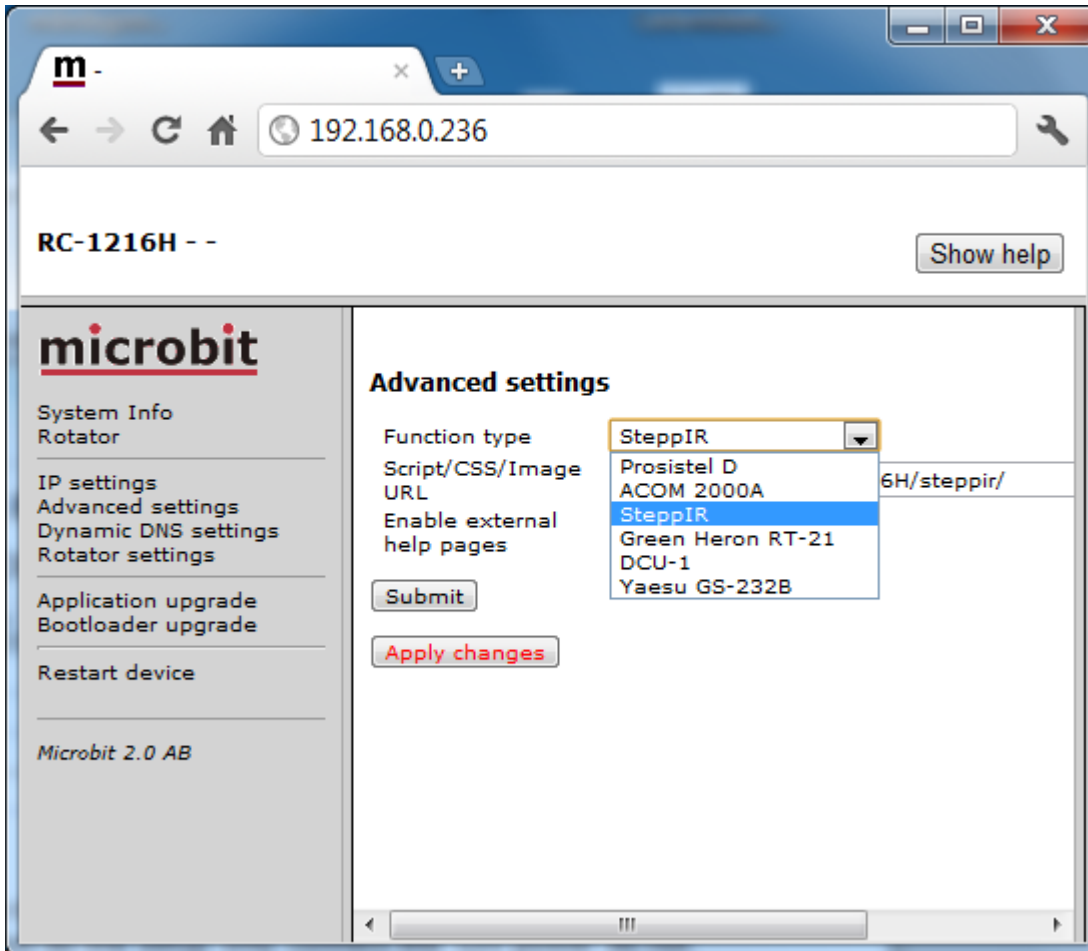 m -
192.168.0.236
RC-1216H - -
Show help
microbit
System Info
Rotator
IP settings
Advanced settings
Dynamic DNS settings
Rotator settings
Application upgrade
Bootloader upgrade
Restart device
Microbit 2.0 AB
Advanced settings
Function type
SteppIR
Prosistel D
ACOM 2000A
SteppIR
Green Heron RT-21
DCU-1
Yaesu GS-232B
Script/CSS/Image
URL
6H/steppir/
Enable external
help pages
Submit
Apply changes